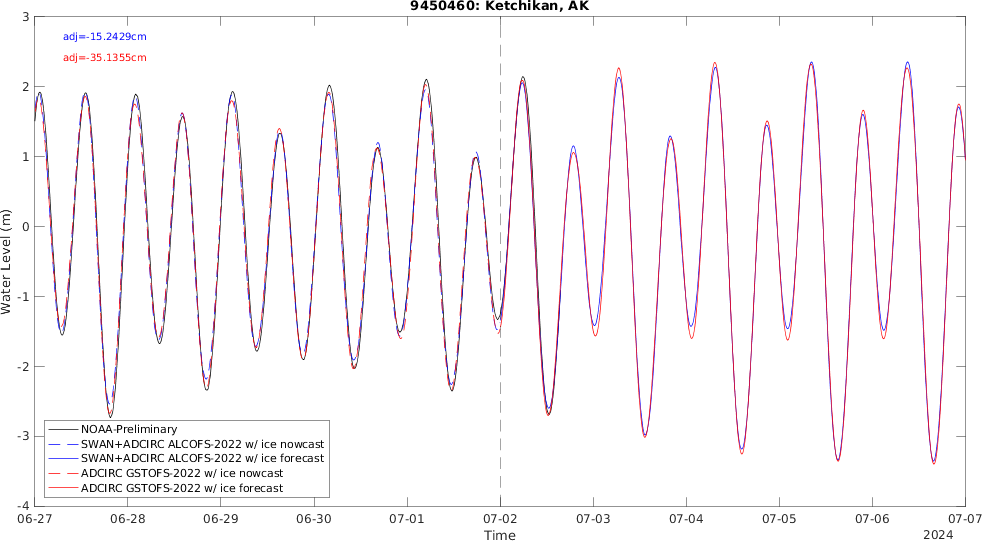 9450460: Ketchikan, AK
adj=-15.2429cm
adj=-35.1355cm
Water Level (m)
3
2
1
0
-1
-2
-3
-4
NOAA-Preliminary
SWAN+ADCIRC ALCOFS-2022 w/ ice nowcast
SWAN+ADCIRC ALCOFS-2022 w/ ice forecast
ADCIRC GSTOFS-2022 w/ ice nowcast
ADCIRC GSTOFS-2022 w/ ice forecast
06-27 06-28 06-29 06-30 07-01 07-02 07-03 07-04 07-05 07-06 07-07
Time
2024